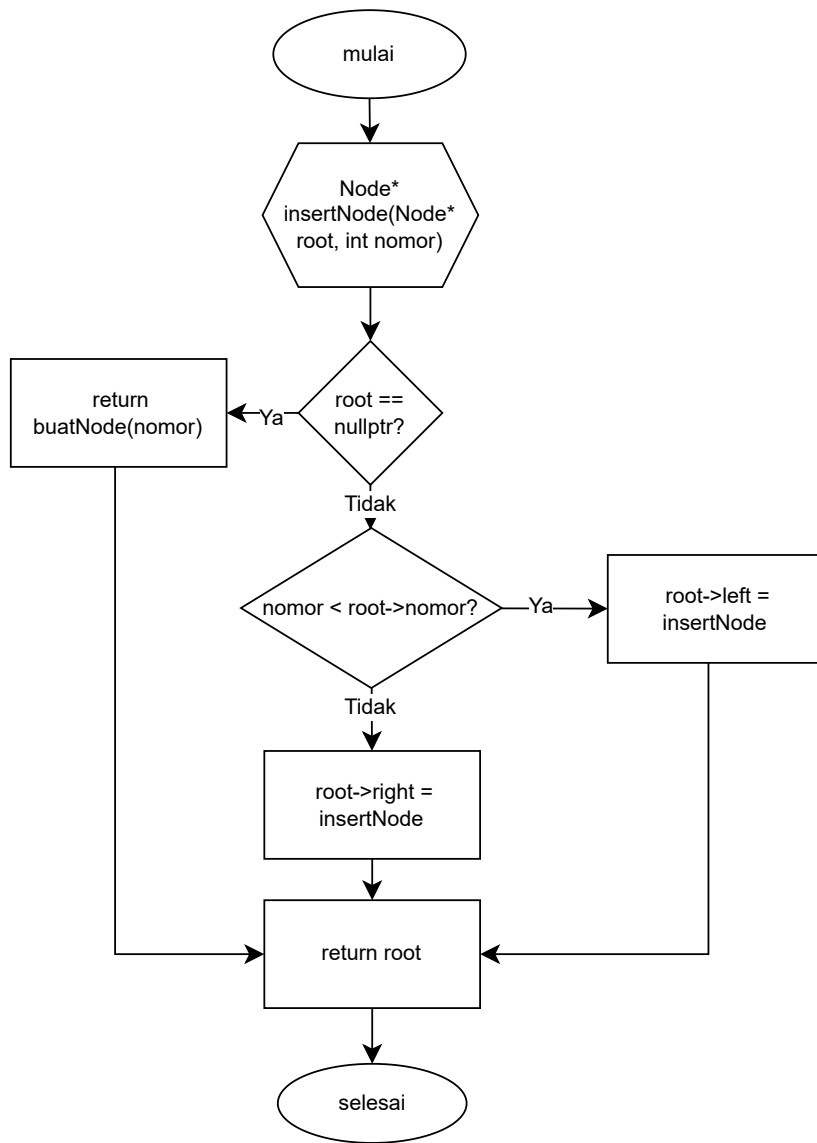 mulai
Node*
insertNode(Node*
root, int nomor)
root ==
nullptr?
Ya
return
buatNode(nomor)
Tidak
nomor < root->nomor?
Ya
root->left =
insertNode
Tidak
root->right =
insertNode
return root
selesai